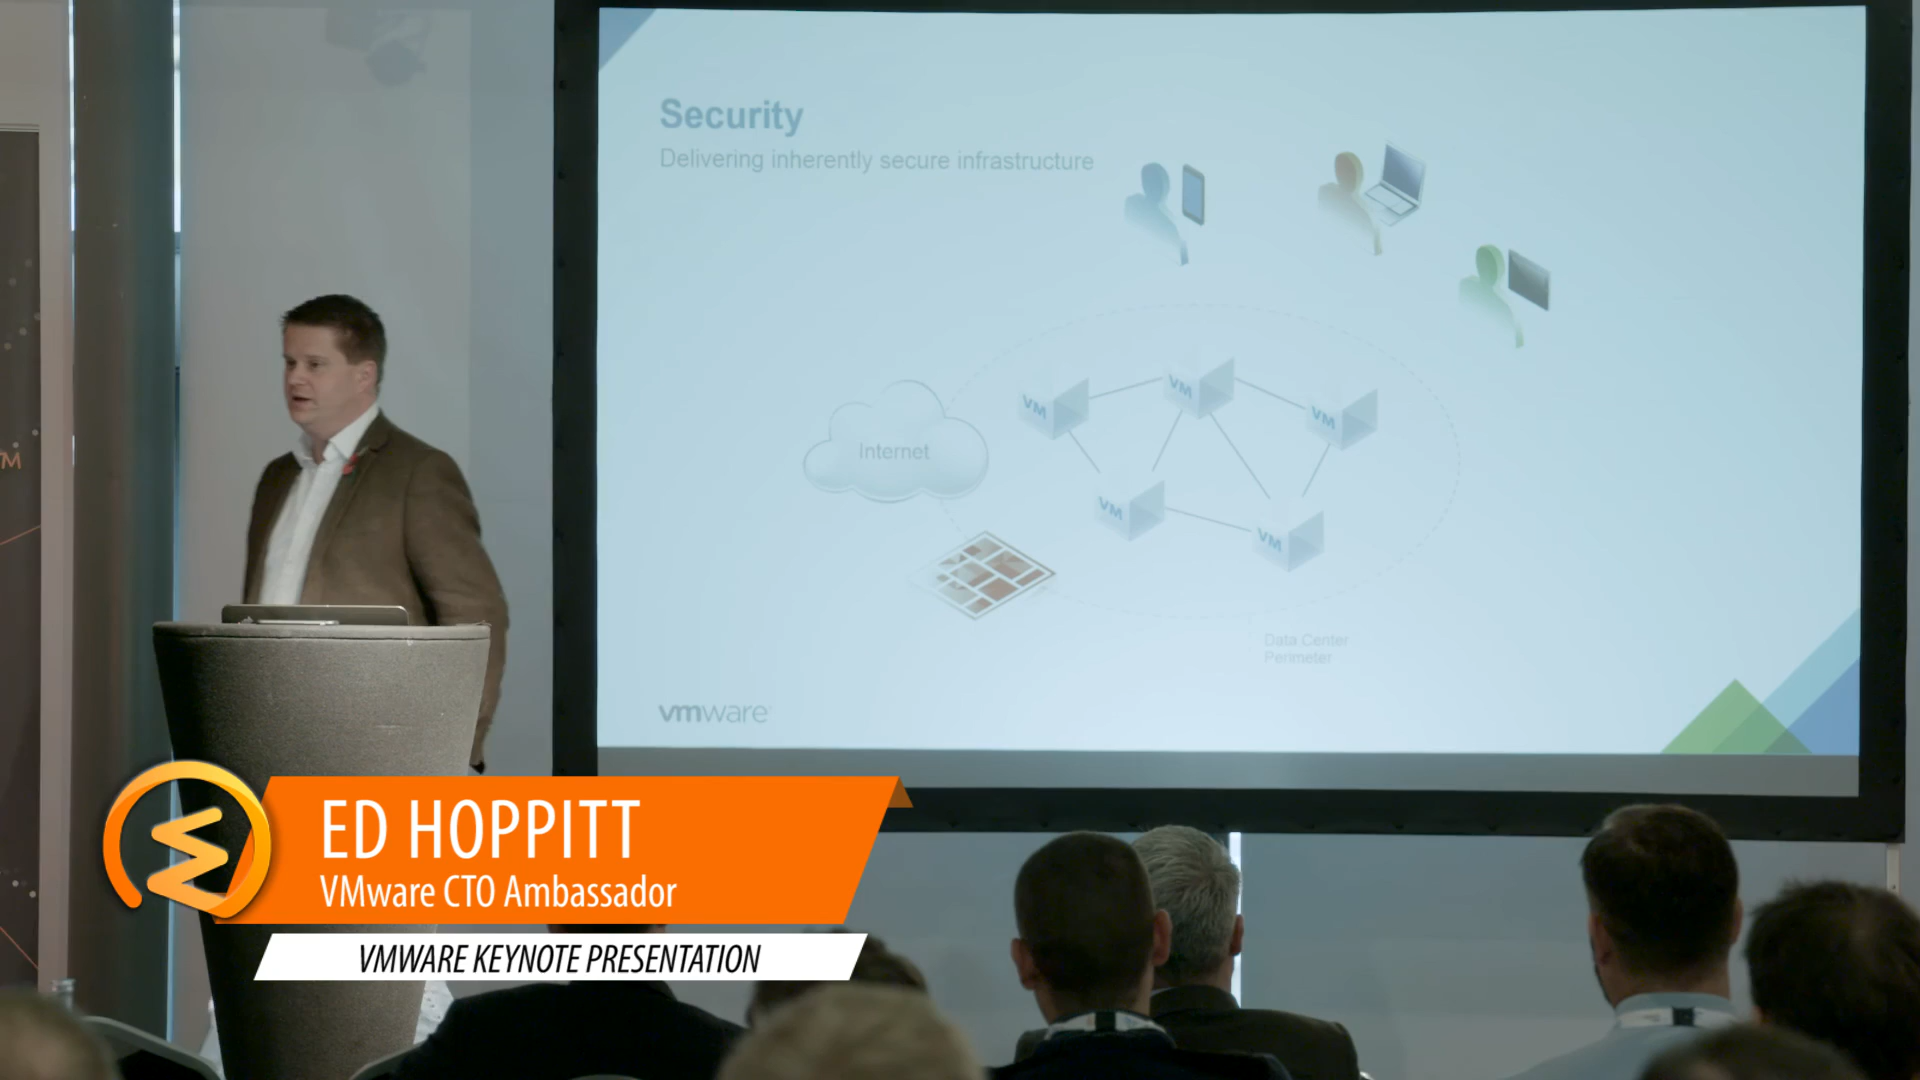 Security
Delivering inherently secure infrastructure
VM
VM
VM
Internet
VM
VM
Data Center
Perimeter
vmware
M
ED HOPPITT
VMware CTO Ambassador
VMWARE KEYNOTE PRESENTATION